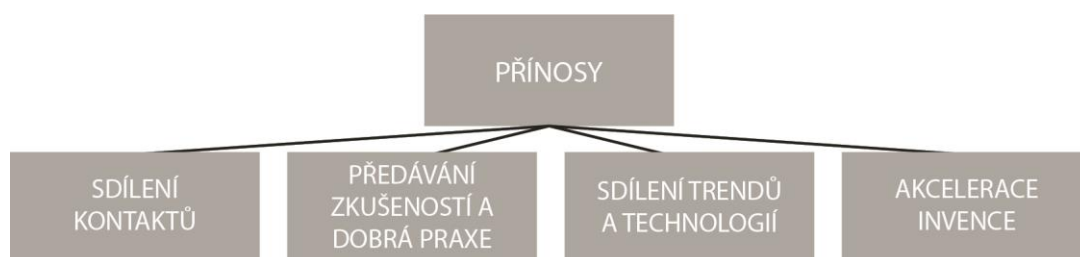 PŘÍNOSY
SDÍLENÍ
KONTAKTŮ
PŘEDÁVÁNÍ
ZKUŠENOSTÍ A
DOBRÁ PRAXE
SDÍLENÍ TRENDŮ
A TECHNOLOGIÍ
AKCELERACE
INVENCE